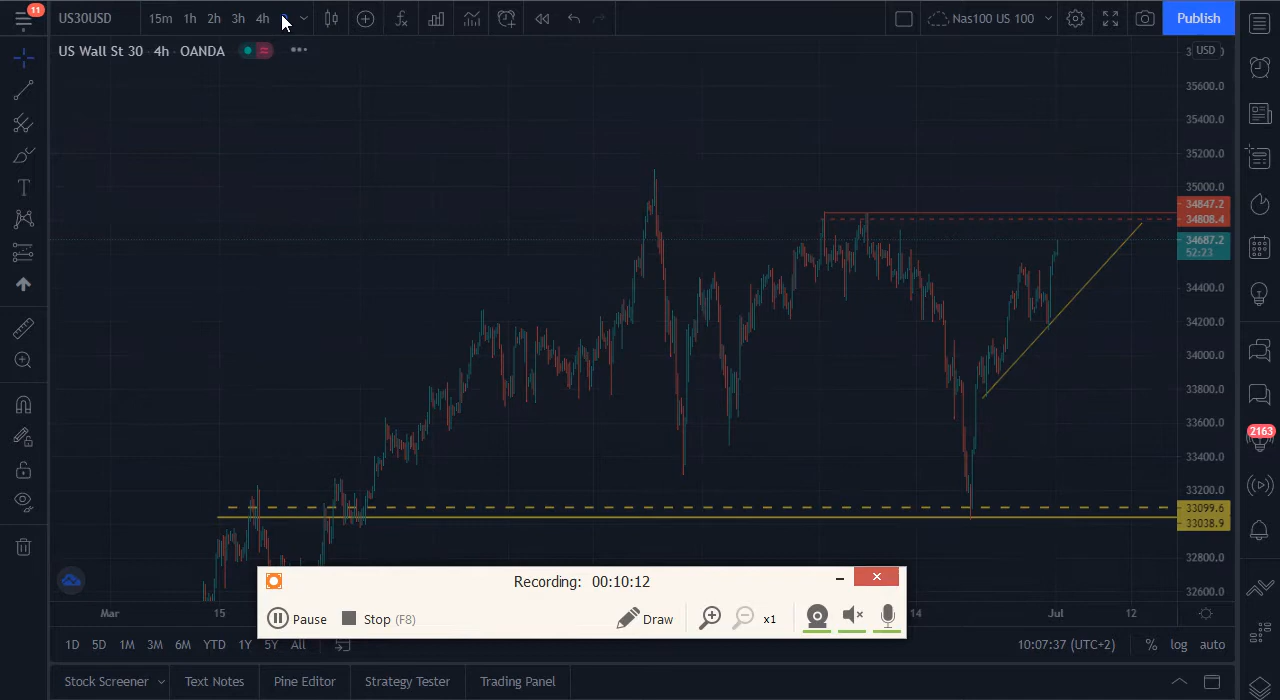 11
US30USD 15m 1h 2h 3h 4h Nas100 US 100 Publish
US Wall St 30 · 4h · OANDA
USD
35600.0
35400.0
35200.0
35000.0
34847.2
34808.4
34687.2
52:23
34400.0
34200.0
34000.0
33800.0
33600.0
33400.0
33200.0
33099.6
33038.9
32800.0
32600.0
2163
Recording: 00:10:12
Pause Stop (F8) Draw x1
Mar 15 14 Jul 12
1D 5D 1M 3M 6M YTD 1Y 5Y All 10:07:37 (UTC+2) % log auto
Stock Screener Text Notes Pine Editor Strategy Tester Trading Panel